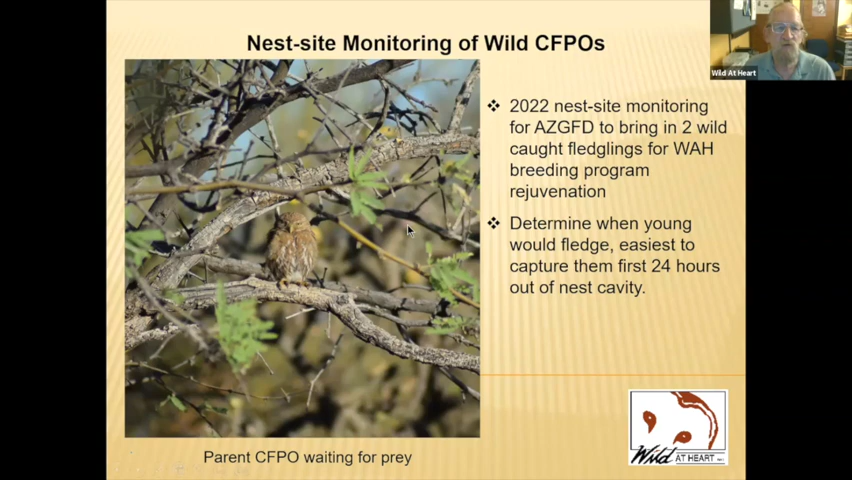 Nest-site Monitoring of Wild CFPOs
Wild At Heart
❖ 2022 nest-site monitoring
for AZGFD to bring in 2 wild
caught fledglings for WAH
breeding program
rejuvenation
❖ Determine when young
would fledge, easiest to
capture them first 24 hours
out of nest cavity.
Parent CFPO waiting for prey
Wild AT HEART